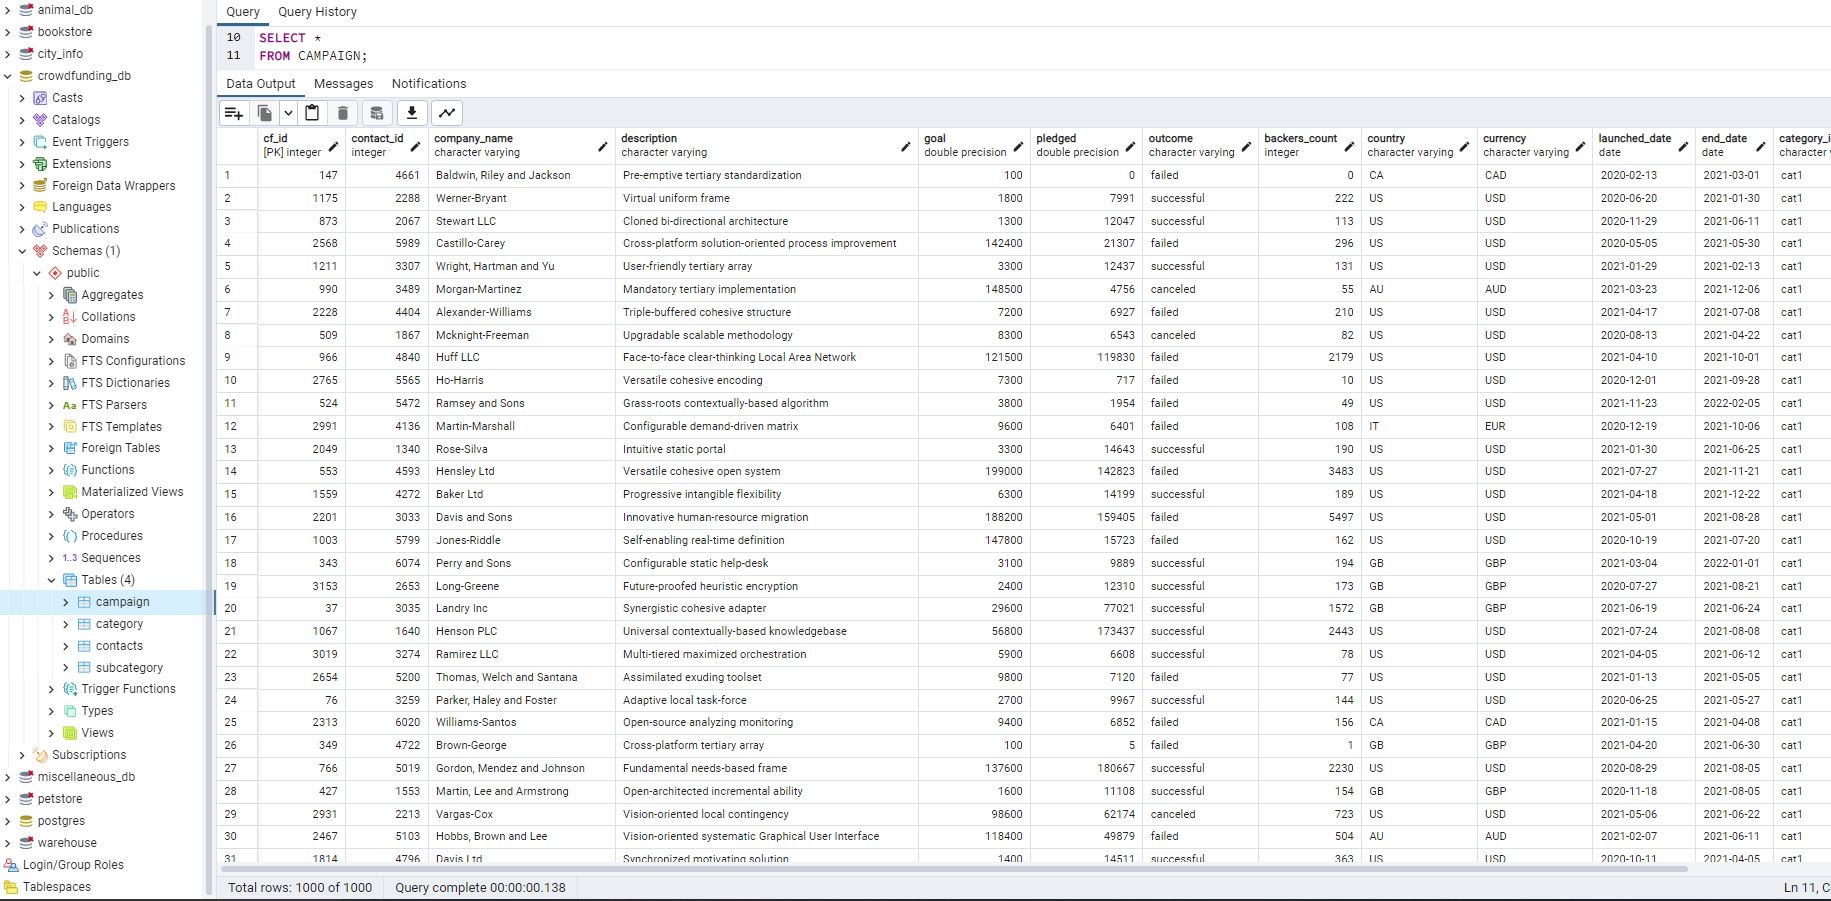 animal_db
bookstore
city_info
crowdfunding_db
Casts
Catalogs
Event Triggers
Extensions
Foreign Data Wrappers
Languages
Publications
Schemas (1)
public
Aggregates
Collations
Domains
FTS Configurations
FTS Dictionaries
Aa FTS Parsers
FTS Templates
Foreign Tables
Functions
Materialized Views
Operators
Procedures
1..3 Sequences
Tables (4)
campaign
category
contacts
subcategory
Trigger Functions
Types
Views
Subscriptions
miscellaneous_db
petstore
postgres
warehouse
Login/Group Roles
Tablespaces
Query Query History
10 SELECT *
11 FROM CAMPAIGN;
Data Output Messages Notifications
cf_id contact_id company_name description goal pledged outcome backers_count country currency launched_date end_date category_i
[PK] integer integer character varying character varying double precision double precision character varying integer character varying character varying date date character v
1 147 4661 Baldwin, Riley and Jackson Pre-emptive tertiary standardization 100 0 failed 0 CA CAD 2020-02-13 2021-03-01 cat1
2 1175 2288 Werner-Bryant Virtual uniform frame 1800 7991 successful 222 US USD 2020-06-20 2021-01-30 cat1
3 873 2067 Stewart LLC Cloned bi-directional architecture 1300 12047 successful 113 US USD 2020-11-29 2021-06-11 cat1
4 2568 5989 Castillo-Carey Cross-platform solution-oriented process improvement 142400 21307 failed 296 US USD 2020-05-05 2021-05-30 cat1
5 1211 3307 Wright, Hartman and Yu User-friendly tertiary array 3300 12437 successful 131 US USD 2021-01-29 2021-02-13 cat1
6 990 3489 Morgan-Martinez Mandatory tertiary implementation 148500 4756 canceled 55 AU AUD 2021-03-23 2021-12-06 cat1
7 2228 4404 Alexander-Williams Triple-buffered cohesive structure 7200 6927 failed 210 US USD 2021-04-17 2021-07-08 cat1
8 509 1867 Mcknight-Freeman Upgradable scalable methodology 8300 6543 canceled 82 US USD 2020-08-13 2021-04-22 cat1
9 966 4840 Huff LLC Face-to-face clear-thinking Local Area Network 121500 119830 failed 2179 US USD 2021-04-10 2021-10-01 cat1
10 2765 5565 Ho-Harris Versatile cohesive encoding 7300 717 failed 10 US USD 2020-12-01 2021-09-28 cat1
11 524 5472 Ramsey and Sons Grass-roots contextually-based algorithm 3800 1954 failed 49 US USD 2021-11-23 2022-02-05 cat1
12 2991 4136 Martin-Marshall Configurable demand-driven matrix 9600 6401 failed 108 IT EUR 2020-12-19 2021-10-06 cat1
13 2049 1340 Rose-Silva Intuitive static portal 3300 14643 successful 190 US USD 2021-01-30 2021-06-25 cat1
14 553 4593 Hensley Ltd Versatile cohesive open system 199000 142823 failed 3483 US USD 2021-07-27 2021-11-21 cat1
15 1559 4272 Baker Ltd Progressive intangible flexibility 6300 14199 successful 189 US USD 2021-04-18 2021-12-22 cat1
16 2201 3033 Davis and Sons Innovative human-resource migration 188200 159405 failed 5497 US USD 2021-05-01 2021-08-28 cat1
17 1003 5799 Jones-Riddle Self-enabling real-time definition 147800 15723 failed 162 US USD 2020-10-19 2021-07-20 cat1
18 343 6074 Perry and Sons Configurable static help-desk 3100 9889 successful 194 GB GBP 2021-03-04 2022-01-01 cat1
19 3153 2653 Long-Greene Future-proofed heuristic encryption 2400 12310 successful 173 GB GBP 2020-07-27 2021-08-21 cat1
20 37 3035 Landry Inc Synergistic cohesive adapter 29600 77021 successful 1572 GB GBP 2021-06-19 2021-06-24 cat1
21 1067 1640 Henson PLC Universal contextually-based knowledgebase 56800 173437 successful 2443 US USD 2021-07-24 2021-08-08 cat1
22 3019 3274 Ramirez LLC Multi-tiered maximized orchestration 5900 6608 successful 78 US USD 2021-04-05 2021-06-12 cat1
23 2654 5200 Thomas, Welch and Santana Assimilated exuding toolset 9800 7120 failed 77 US USD 2021-01-13 2021-05-05 cat1
24 76 3259 Parker, Haley and Foster Adaptive local task-force 2700 9967 successful 144 US USD 2020-06-25 2021-05-27 cat1
25 2313 6020 Williams-Santos Open-source analyzing monitoring 9400 6852 failed 156 CA CAD 2021-01-15 2021-04-08 cat1
26 349 4722 Brown-George Cross-platform tertiary array 100 5 failed 1 GB GBP 2021-04-20 2021-06-30 cat1
27 766 5019 Gordon, Mendez and Johnson Fundamental needs-based frame 137600 180667 successful 2230 US USD 2020-08-29 2021-08-05 cat1
28 427 1553 Martin, Lee and Armstrong Open-architected incremental ability 1600 11108 successful 154 GB GBP 2020-11-18 2021-08-05 cat1
29 2931 2213 Vargas-Cox Vision-oriented local contingency 98600 62174 canceled 723 US USD 2021-05-06 2021-06-22 cat1
30 2467 5103 Hobbs, Brown and Lee Vision-oriented systematic Graphical User Interface 118400 49879 failed 504 AU AUD 2021-02-07 2021-06-11 cat1
31 1814 4796 Davis Ltd Synchronized motivating solution 1400 14511 successful 363 US USD 2020-10-11 2021-04-05 cat1
Total rows: 1000 of 1000 Query complete 00:00:00.138 Ln 11, C